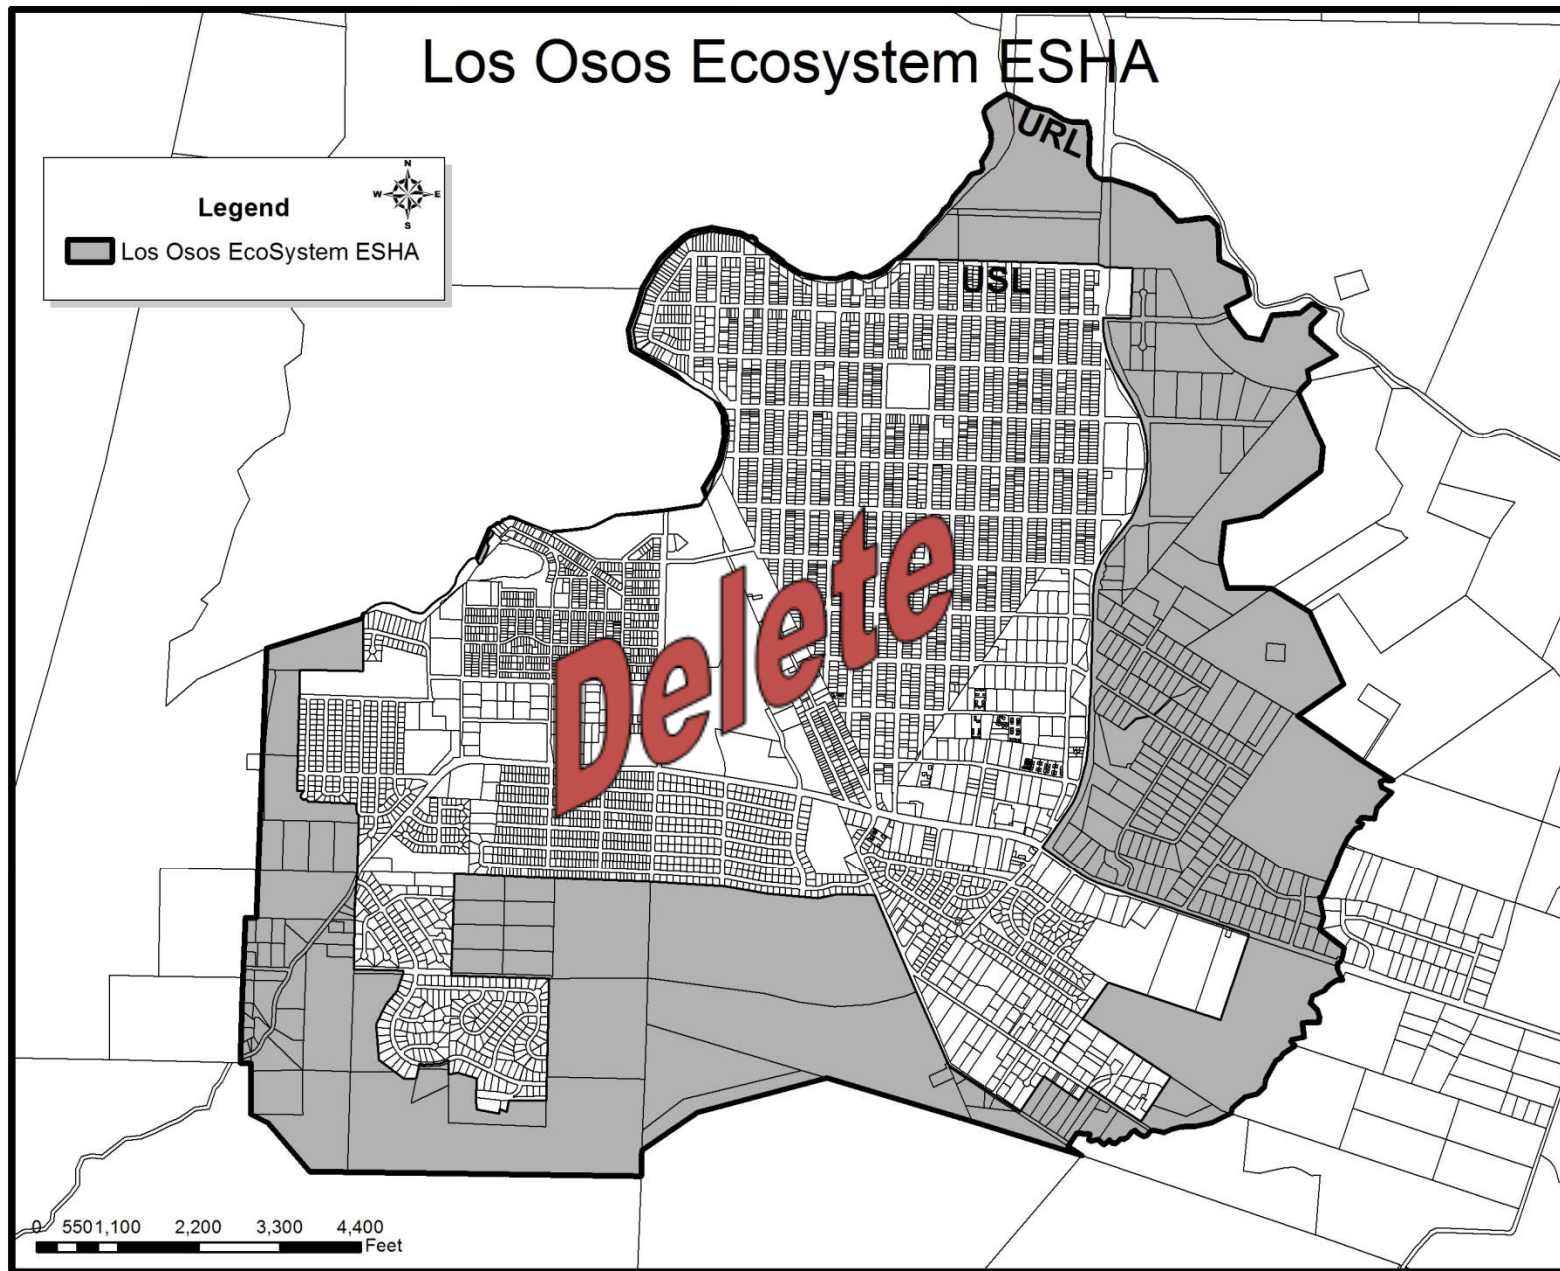 Los Osos Ecosystem ESHA
URL
N
W E
S
Legend
Los Osos EcoSystem ESHA
USL
Delete
0 550 1,100 2,200 3,300 4,400
Feet